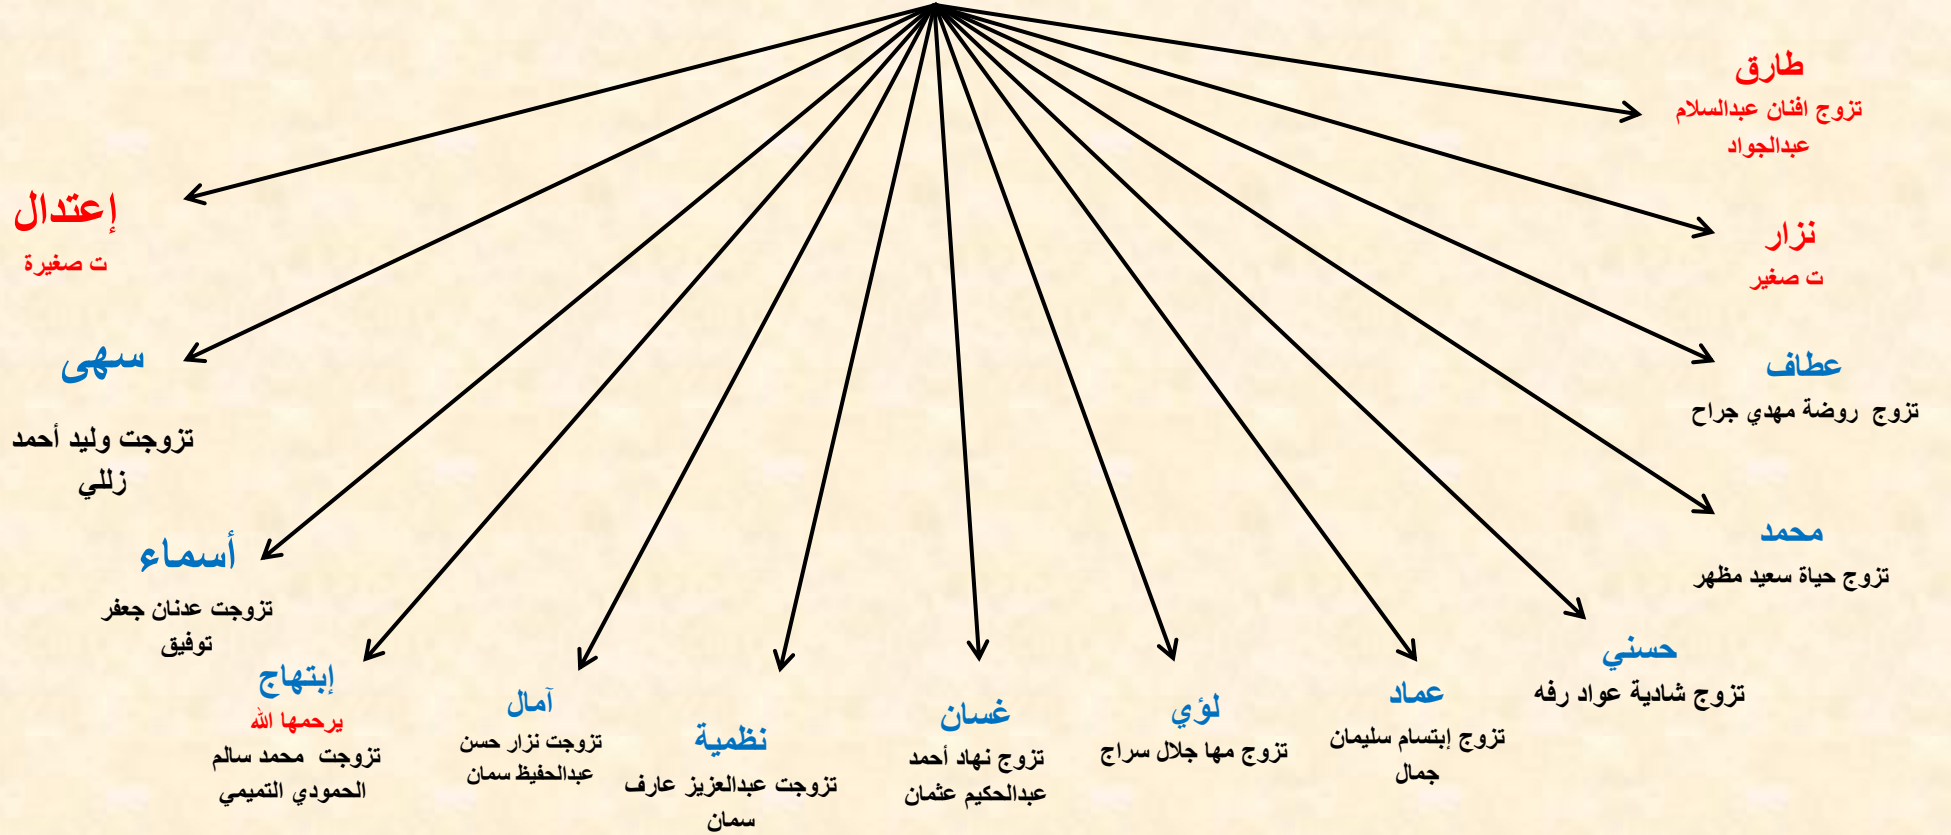 طارق
تزوج افنان عبدالسلام
عبدالجواد
نزار
ت صغير
عطاف
تزوج روضة مهدي جراح
محمد
تزوج حياة سعيد مظهر
حسني
تزوج شادية عواد رفه
عماد
تزوج إبتسام سليمان
جمال
لؤي
تزوج مها جلال سراج
غسان
تزوج نهاد أحمد
عبدالحكيم عثمان
نظمية
تزوجت عبدالعزيز عارف
سمان
آمال
تزوجت نزار حسن
عبدالحفيظ سمان
إبتهاج
يرحمها الله
تزوجت محمد سالم
الحمودي التميمي
أسماء
تزوجت عدنان جعفر
توفيق
سهى
تزوجت وليد أحمد
زللي
إعتدال
ت صغيرة